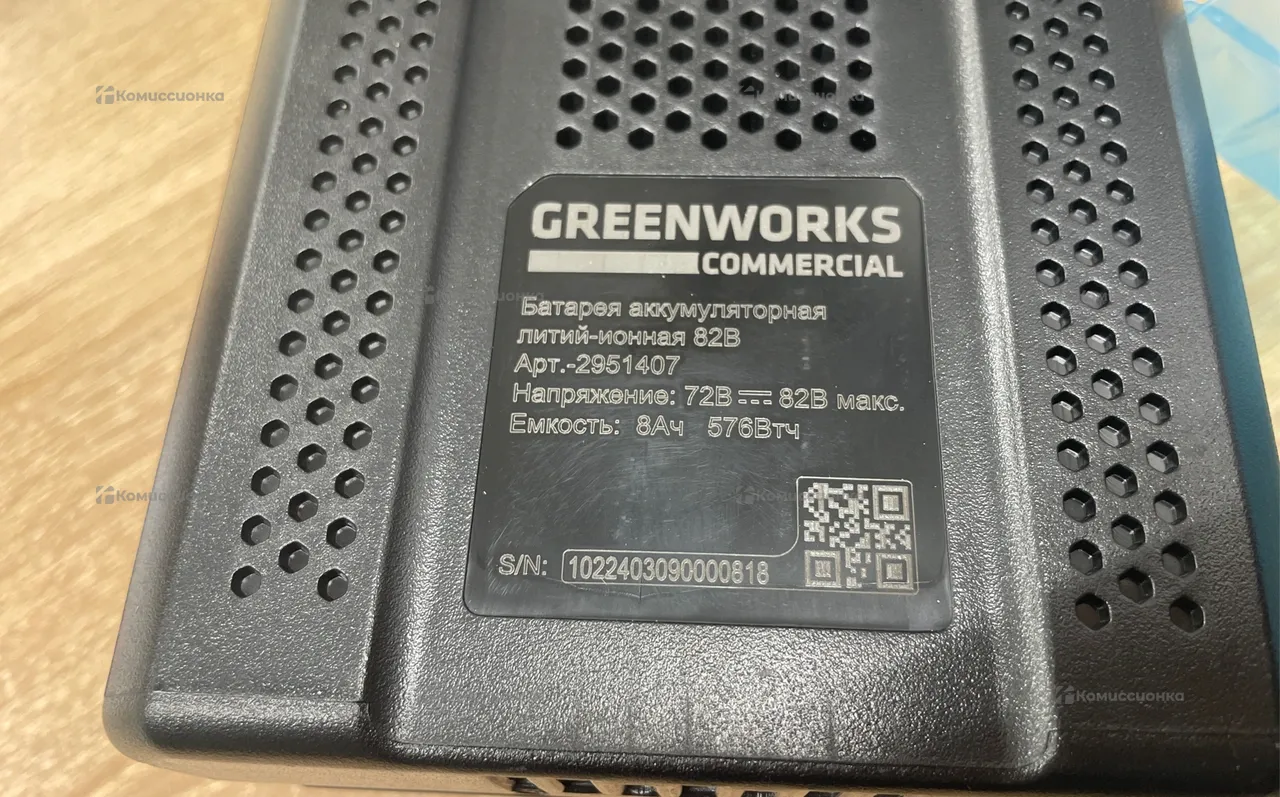 Комиссионка
GREENWORKS
COMMERCIAL
Батарея аккумуляторная
литий-ионная 82В
Арт.-2951407
Напряжение: 72В ⎓ 82В макс.
Емкость: 8Ач 576Втч
S/N: 1022403090000818
Комиссионка